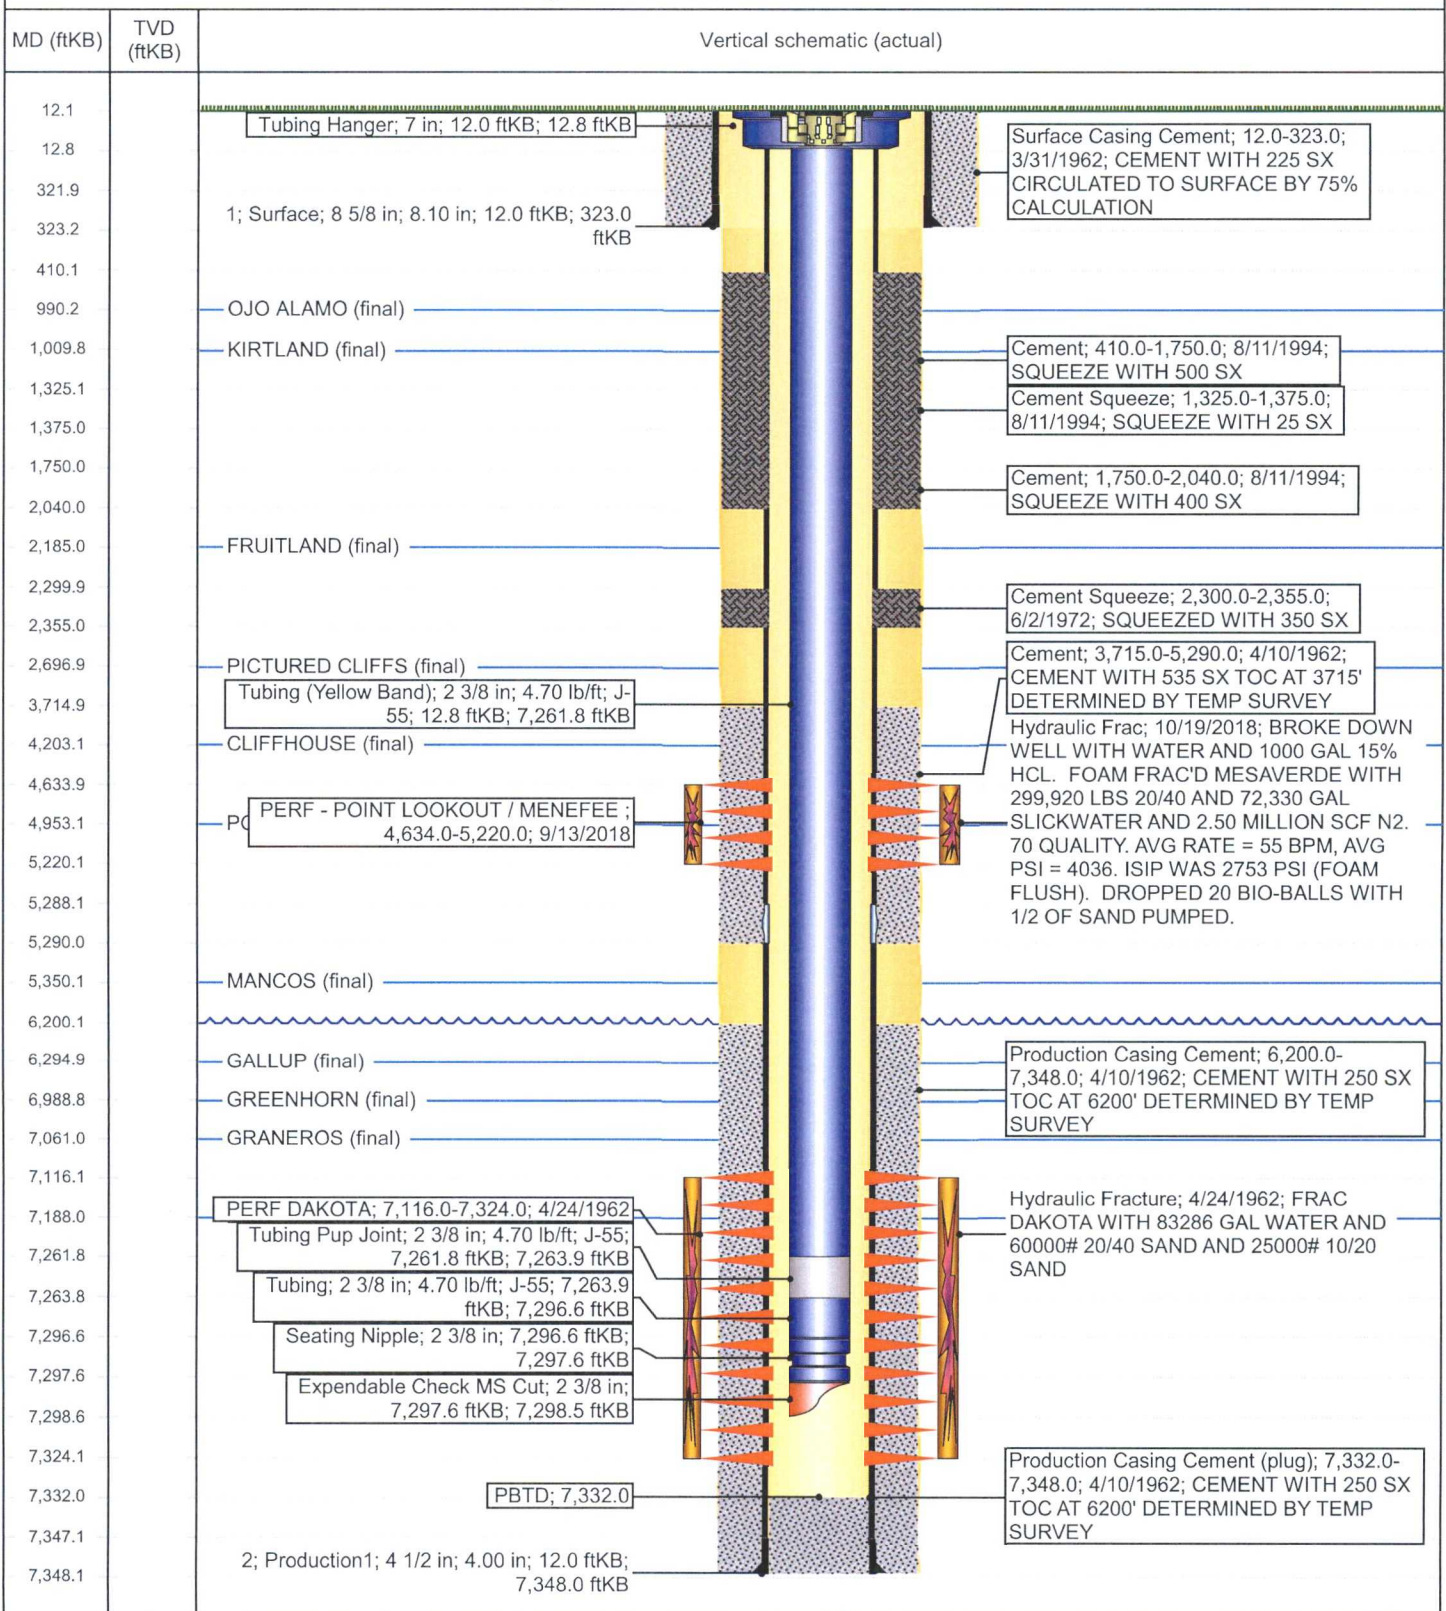 MD (ftKB)
TVD
(ftKB)
Vertical schematic (actual)
12.1
12.8
321.9
323.2
410.1
990.2
1,009.8
1,325.1
1,375.0
1,750.0
2,040.0
2,185.0
2,299.9
2,355.0
2,696.9
3,714.9
4,203.1
4,633.9
4,953.1
5,220.1
5,288.1
5,290.0
5,350.1
6,200.1
6,294.9
6,988.8
7,061.0
7,116.1
7,188.0
7,261.8
7,263.8
7,296.6
7,297.6
7,298.6
7,324.1
7,332.0
7,347.1
7,348.1
Tubing Hanger; 7 in; 12.0 ftKB; 12.8 ftKB
1; Surface; 8 5/8 in; 8.10 in; 12.0 ftKB; 323.0
ftKB
OJO ALAMO (final)
KIRTLAND (final)
FRUITLAND (final)
PICTURED CLIFFS (final)
Tubing (Yellow Band); 2 3/8 in; 4.70 lb/ft; J-
55; 12.8 ftKB; 7,261.8 ftKB
CLIFFHOUSE (final)
PERF - POINT LOOKOUT / MENEFEE ;
4,634.0-5,220.0; 9/13/2018
MANCOS (final)
GALLUP (final)
GREENHORN (final)
GRANEROS (final)
PERF DAKOTA; 7,116.0-7,324.0; 4/24/1962
Tubing Pup Joint; 2 3/8 in; 4.70 lb/ft; J-55;
7,261.8 ftKB; 7,263.9 ftKB
Tubing; 2 3/8 in; 4.70 lb/ft; J-55; 7,263.9
ftKB; 7,296.6 ftKB
Seating Nipple; 2 3/8 in; 7,296.6 ftKB;
7,297.6 ftKB
Expendable Check MS Cut; 2 3/8 in;
7,297.6 ftKB; 7,298.5 ftKB
PBTD; 7,332.0
2; Production1; 4 1/2 in; 4.00 in; 12.0 ftKB;
7,348.0 ftKB
Surface Casing Cement; 12.0-323.0;
3/31/1962; CEMENT WITH 225 SX
CIRCULATED TO SURFACE BY 75%
CALCULATION
Cement; 410.0-1,750.0; 8/11/1994;
SQUEEZE WITH 500 SX
Cement Squeeze; 1,325.0-1,375.0;
8/11/1994; SQUEEZE WITH 25 SX
Cement; 1,750.0-2,040.0; 8/11/1994;
SQUEEZE WITH 400 SX
Cement Squeeze; 2,300.0-2,355.0;
6/2/1972; SQUEEZED WITH 350 SX
Cement; 3,715.0-5,290.0; 4/10/1962;
CEMENT WITH 535 SX TOC AT 3715'
DETERMINED BY TEMP SURVEY
Hydraulic Frac; 10/19/2018; BROKE DOWN
WELL WITH WATER AND 1000 GAL 15%
HCL. FOAM FRAC'D MESAVERDE WITH
299,920 LBS 20/40 AND 72,330 GAL
SLICKWATER AND 2.50 MILLION SCF N2.
70 QUALITY. AVG RATE = 55 BPM, AVG
PSI = 4036. ISIP WAS 2753 PSI (FOAM
FLUSH). DROPPED 20 BIO-BALLS WITH
1/2 OF SAND PUMPED.
Production Casing Cement; 6,200.0-
7,348.0; 4/10/1962; CEMENT WITH 250 SX
TOC AT 6200' DETERMINED BY TEMP
SURVEY
Hydraulic Fracture; 4/24/1962; FRAC
DAKOTA WITH 83286 GAL WATER AND
60000# 20/40 SAND AND 25000# 10/20
SAND
Production Casing Cement (plug); 7,332.0-
7,348.0; 4/10/1962; CEMENT WITH 250 SX
TOC AT 6200' DETERMINED BY TEMP
SURVEY